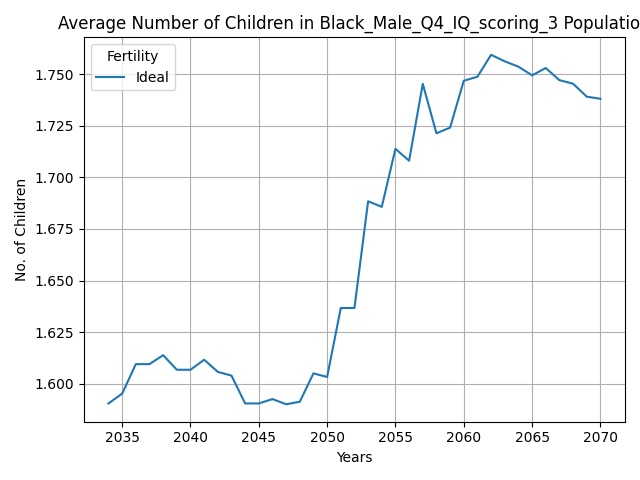 Average Number of Children in Black_Male_Q4_IQ_scoring_3 Populatio
Fertility
Ideal
No. of Children
1.750
1.725
1.700
1.675
1.650
1.625
1.600
2035 2040 2045 2050 2055 2060 2065 2070
Years